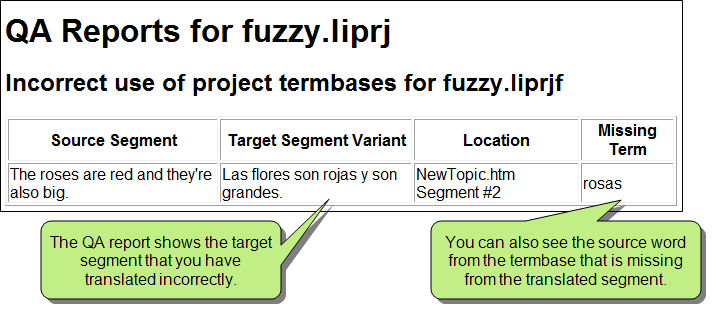 QA Reports for fuzzy.liprj
Incorrect use of project termbases for fuzzy.liprjf
Source Segment
Target Segment Variant
Location
Missing
Term
The roses are red and they're
also big.
Las flores son rojas y son
grandes.
NewTopic.htm
Segment #2
rosas
The QA report shows the target
segment that you have
translated incorrectly.
You can also see the source word
from the termbase that is missing
from the translated segment.